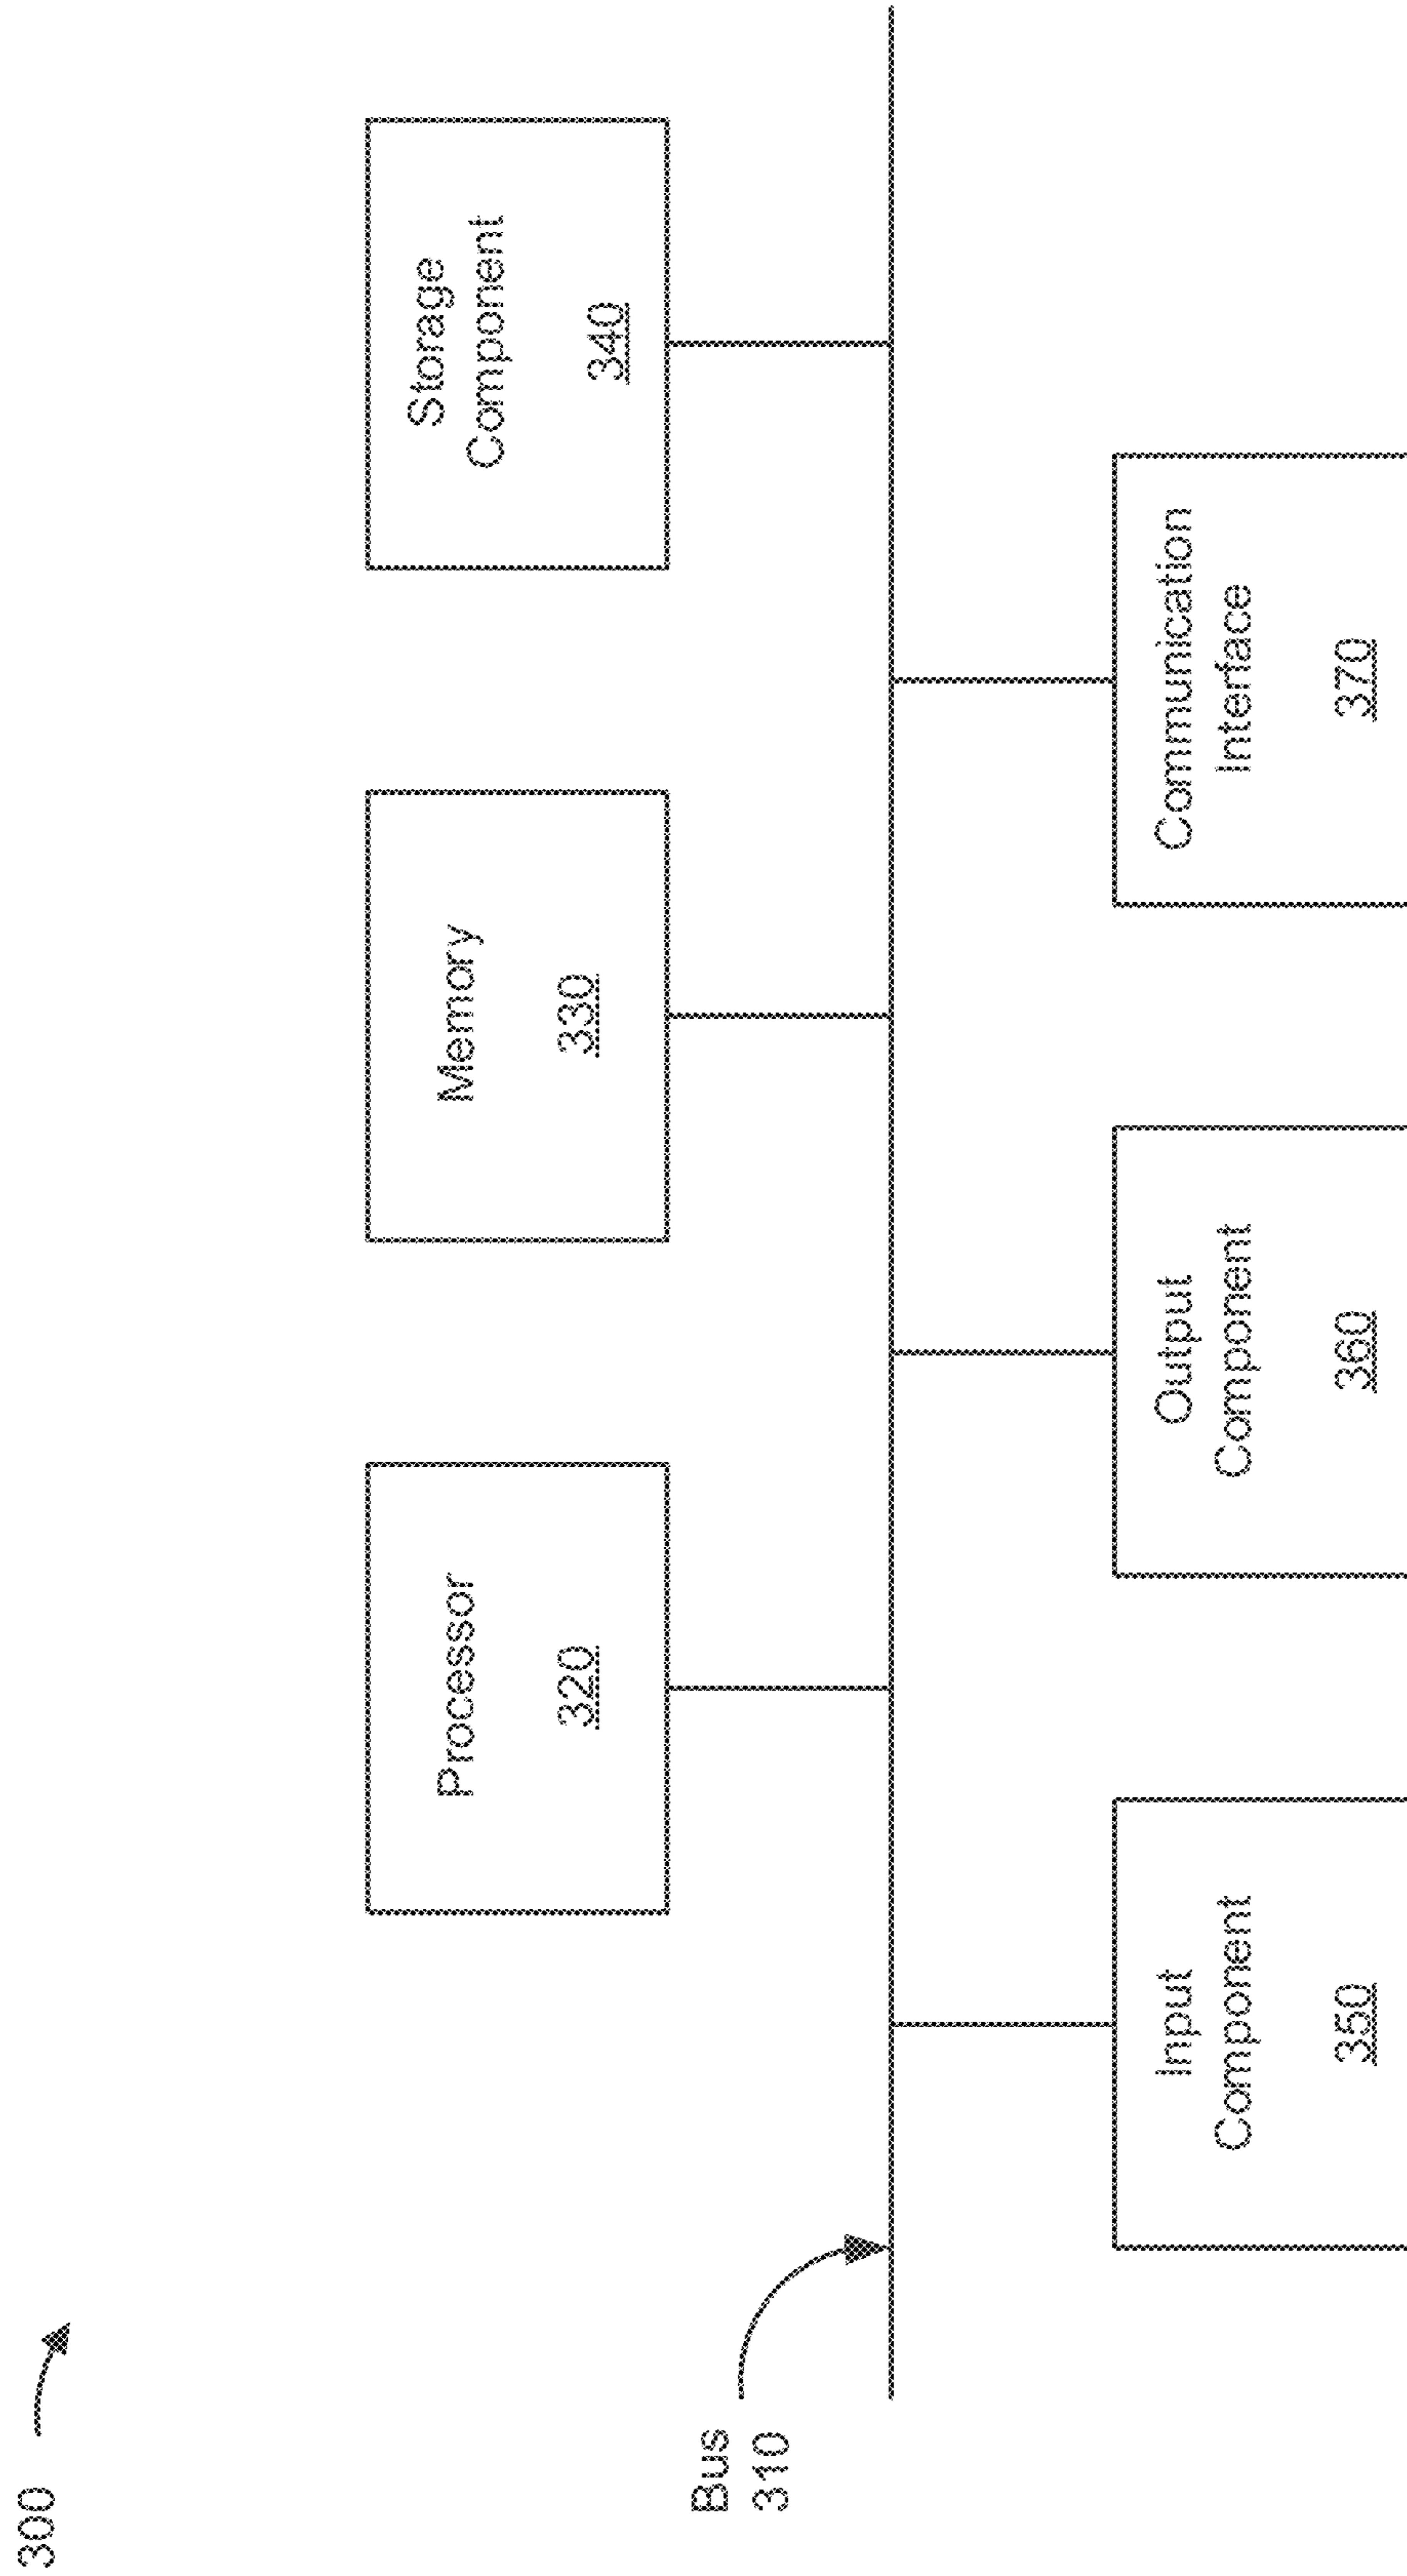 300
Processor
320
Memory
330
Storage
Component
340
Bus
310
Input
Component
350
Output
Component
360
Communication
Interface
370